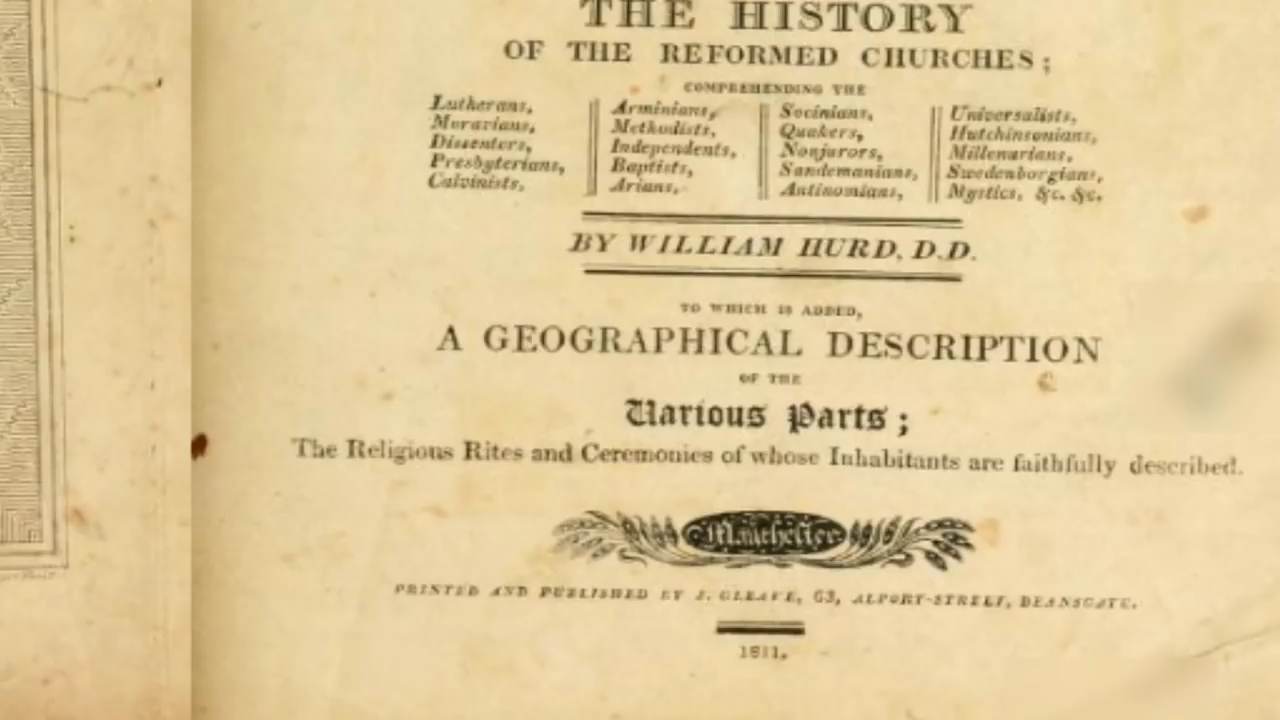 THE HISTORY
OF THE REFORMED CHURCHES;
COMPREHENDING THE
Lutherans,
Moravians,
Dissenters,
Presbyterians,
Calvinists,
Arminians,
Methodists,
Independents,
Baptists,
Arians,
Socinians,
Quakers,
Nonjurors,
Sandemanians,
Antinomians,
Universalists,
Hutchinsonians,
Millenarians,
Swedenborgians,
Mystics, &c. &c.
BY WILLIAM HURD, D.D.
TO WHICH IS ADDED,
A GEOGRAPHICAL DESCRIPTION
OF THE
Various Parts;
The Religious Rites and Ceremonies of whose Inhabitants are faithfully described.
Manchester
PRINTED AND PUBLISHED BY J. GLEAVE, 63, ALPORT-STREET, DEANSGATE.
1811.